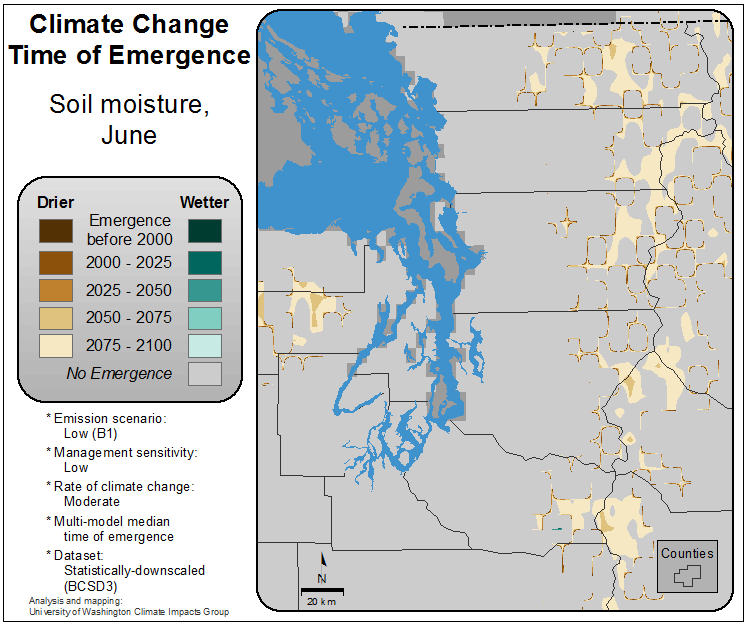 Climate Change
Time of Emergence
Soil moisture,
June
Drier
Wetter
Emergence
before 2000
2000 - 2025
2025 - 2050
2050 - 2075
2075 - 2100
No Emergence
* Emission scenario:
Low (B1)
* Management sensitivity:
Low
* Rate of climate change:
Moderate
* Multi-model median
time of emergence
* Dataset:
Statistically-downscaled
(BCSD3)
Analysis and mapping:
University of Washington Climate Impacts Group
N
20 km
Counties